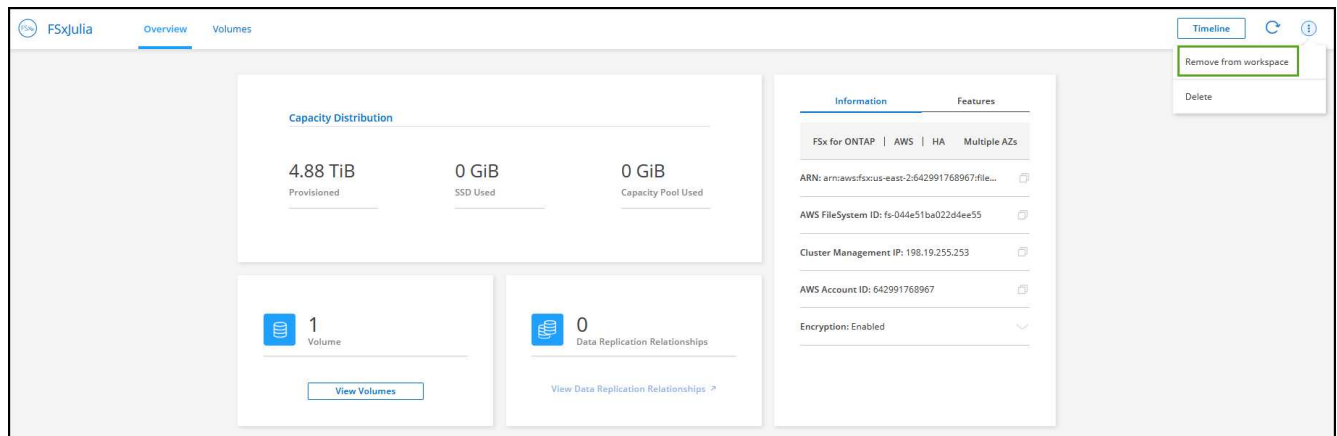 FSx FSxJulia Overview Volumes Timeline
Remove from workspace
Delete
Capacity Distribution
4.88 TiB 0 GiB 0 GiB
Provisioned SSD Used Capacity Pool Used
Information Features
FSx for ONTAP | AWS | HA Multiple AZs
ARN: arn:aws:fsx:us-east-2:642991768967:file...
AWS FileSystem ID: fs-044e51ba022d4ee55
Cluster Management IP: 198.19.255.253
AWS Account ID: 642991768967
Encryption: Enabled
1
Volume
View Volumes
0
Data Replication Relationships
View Data Replication Relationships